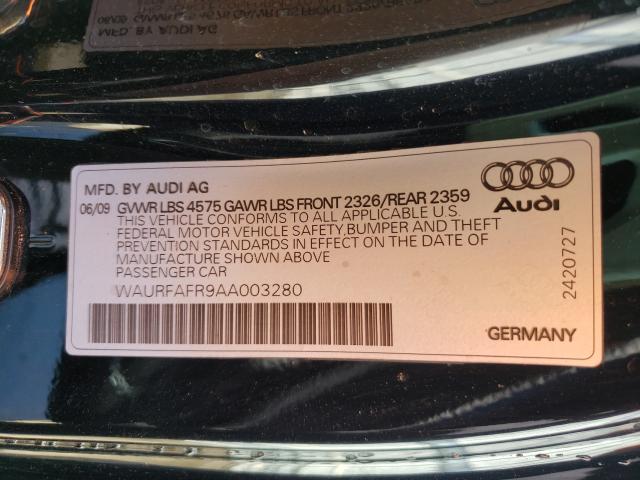 MFD. BY AUDI AG
06/09 GVWR LBS 4575 GAWR LBS FRONT 2326/REAR 2359
THIS VEHICLE CONFORMS TO ALL APPLICABLE U.S.
FEDERAL MOTOR VEHICLE SAFETY,BUMPER AND THEFT
PREVENTION STANDARDS IN EFFECT ON THE DATE OF
MANUFACTURE SHOWN ABOVE
PASSENGER CAR
WAURFAFR9AA003280
Audi
2420727
GERMANY